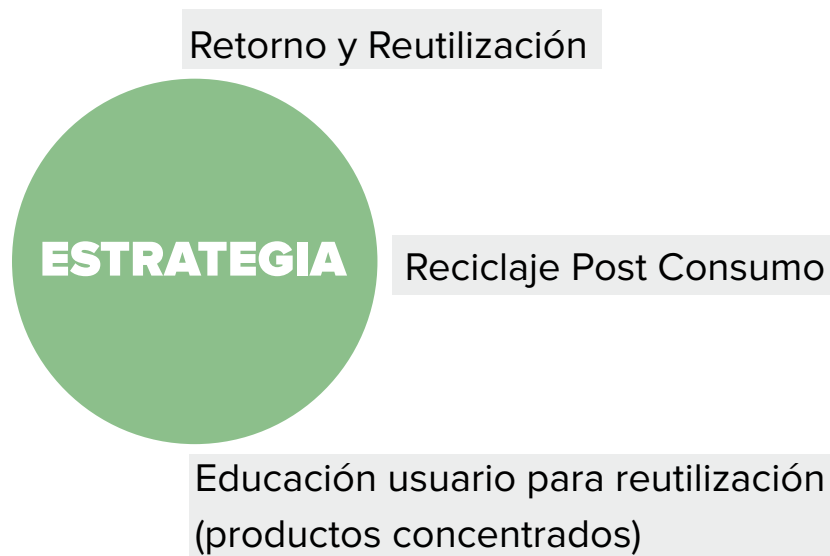 Retorno y Reutilización
ESTRATEGIA
Reciclaje Post Consumo
Educación usuario para reutilización
(productos concentrados)